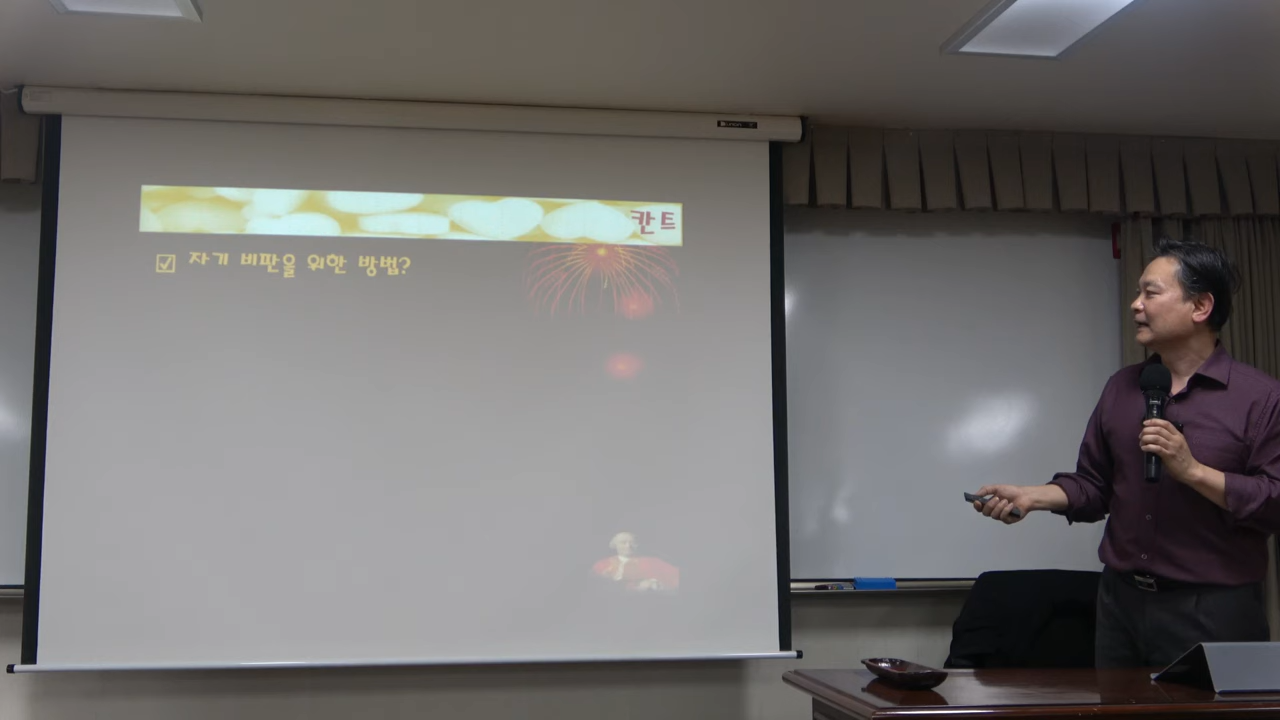 칸트
자기 비판을 위한 방법?